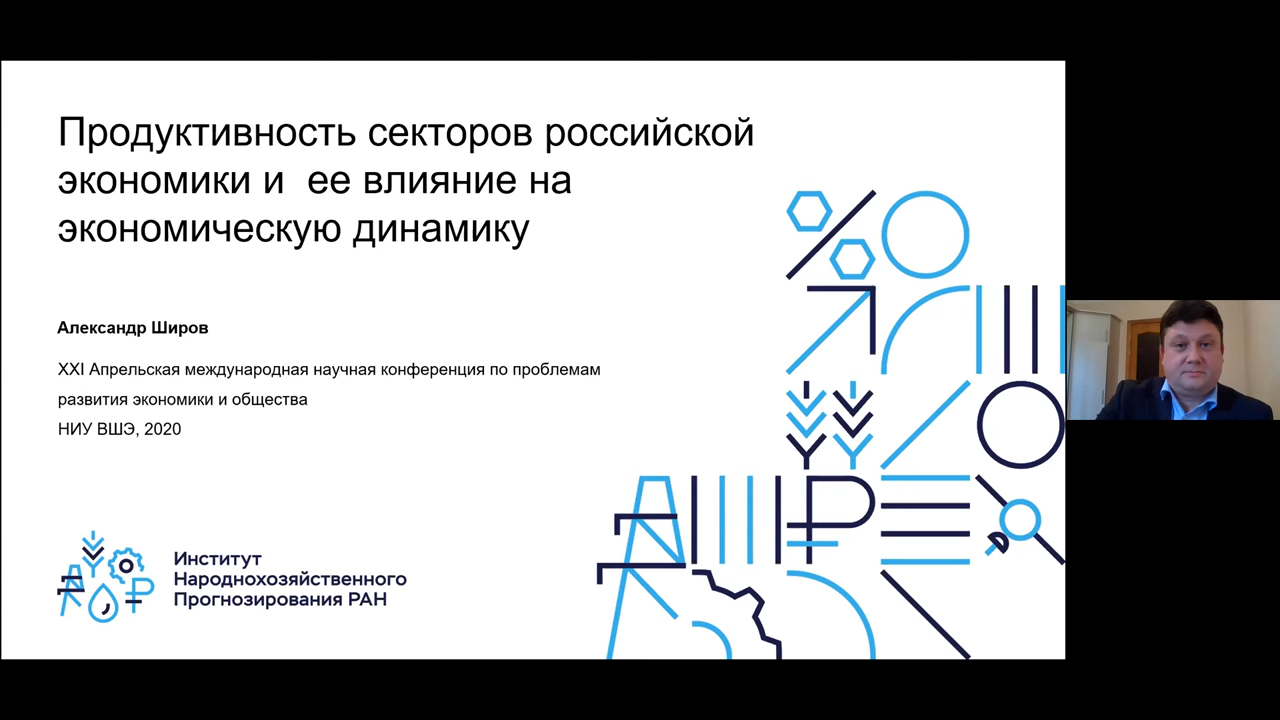 Продуктивность секторов российской
экономики и  ее влияние на
экономическую динамику
Александр Широв
XXI Апрельская международная научная конференция по проблемам
развития экономики и общества
НИУ ВШЭ, 2020
Институт
Народнохозяйственного
Прогнозирования РАН